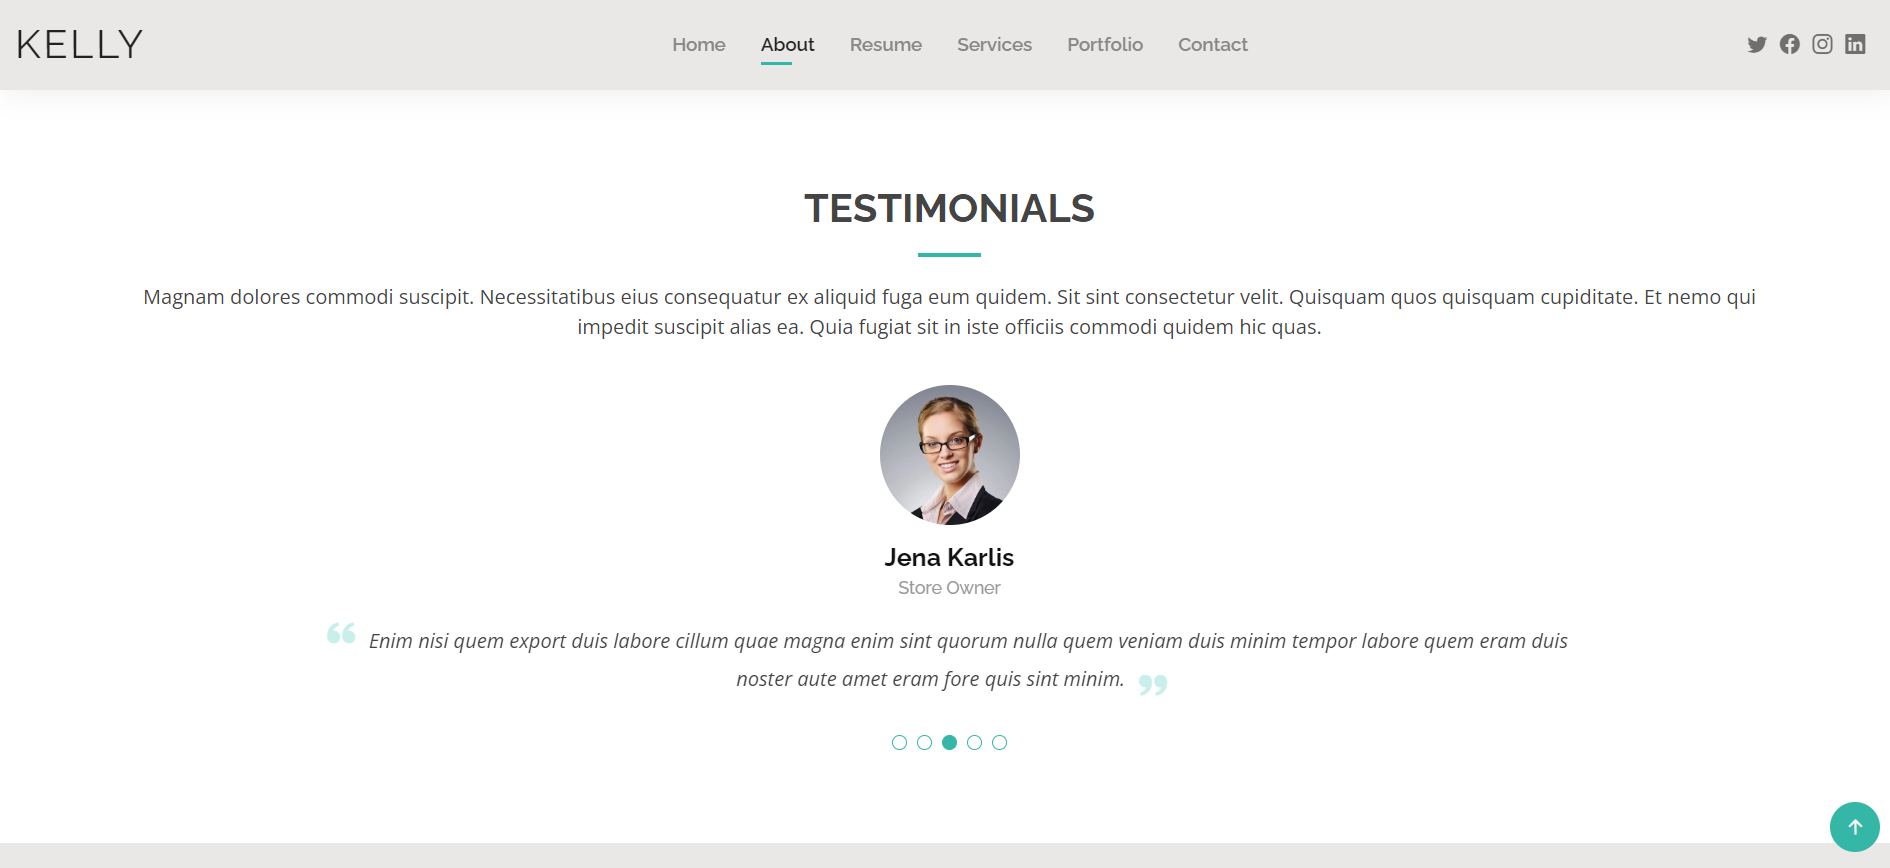 KELLY
Home About Resume Services Portfolio Contact
TESTIMONIALS
Magnam dolores commodi suscipit. Necessitatibus eius consequatur ex aliquid fuga eum quidem. Sit sint consectetur velit. Quisquam quos quisquam cupiditate. Et nemo qui
impedit suscipit alias ea. Quia fugiat sit in iste officiis commodi quidem hic quas.
Jena Karlis
Store Owner
“ Enim nisi quem export duis labore cillum quae magna enim sint quorum nulla quem veniam duis minim tempor labore quem eram duis
noster aute amet eram fore quis sint minim. ”